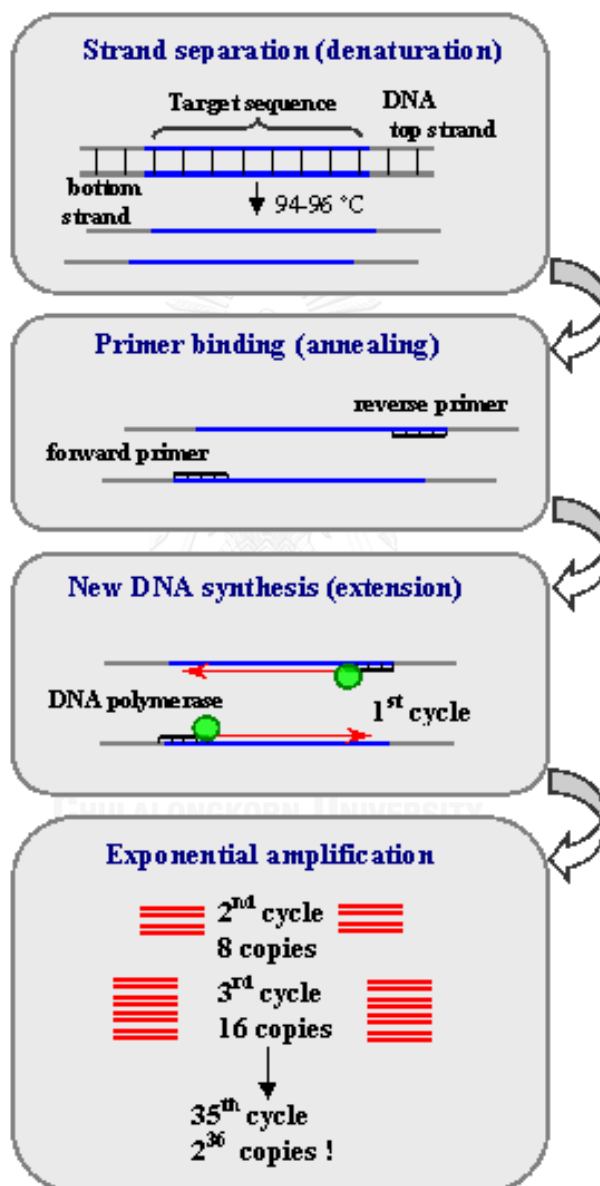 Strand separation (denaturation)
Target sequence
DNA
top strand
bottom
strand
94-96 °C
Primer binding (annealing)
reverse primer
forward primer
New DNA synthesis (extension)
DNA polymerase
1st cycle
CHULALONGKORN UNIVERSITY
Exponential amplification
2nd cycle
8 copies
3rd cycle
16 copies
35th cycle
2^36 copies !